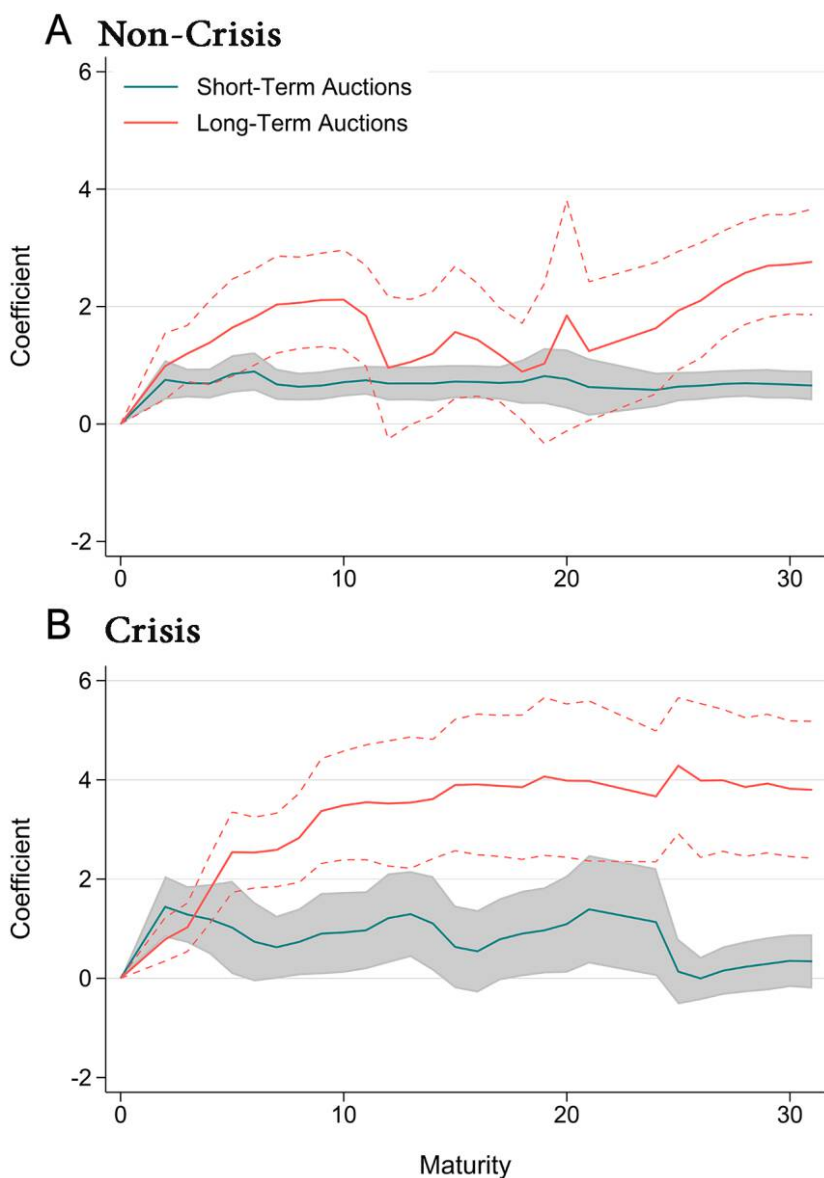 A Non-Crisis
6
Short-Term Auctions
Long-Term Auctions
4
Coefficient
2
0
-2
0 10 20 30
B Crisis
6
4
Coefficient
2
0
-2
0 10 20 30
Maturity